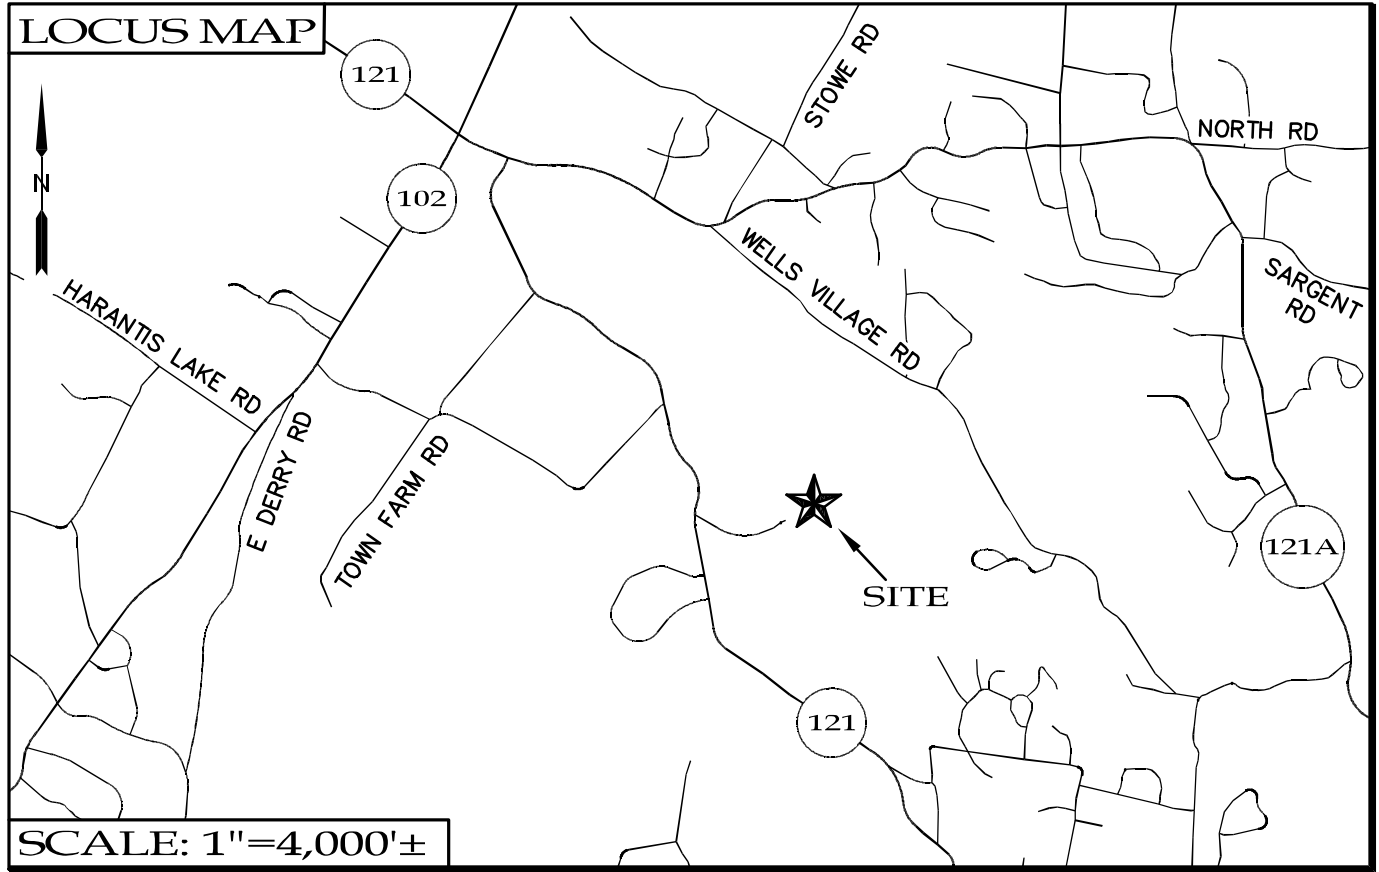 LOCUS MAP
121
STOWE RD
NORTH RD
N
102
WELLS VILLAGE RD
SARGENT
RD
HARANTIS LAKE RD
E DERRY RD
TOWN FARM RD
121A
SITE
121
SCALE: 1"=4,000'±